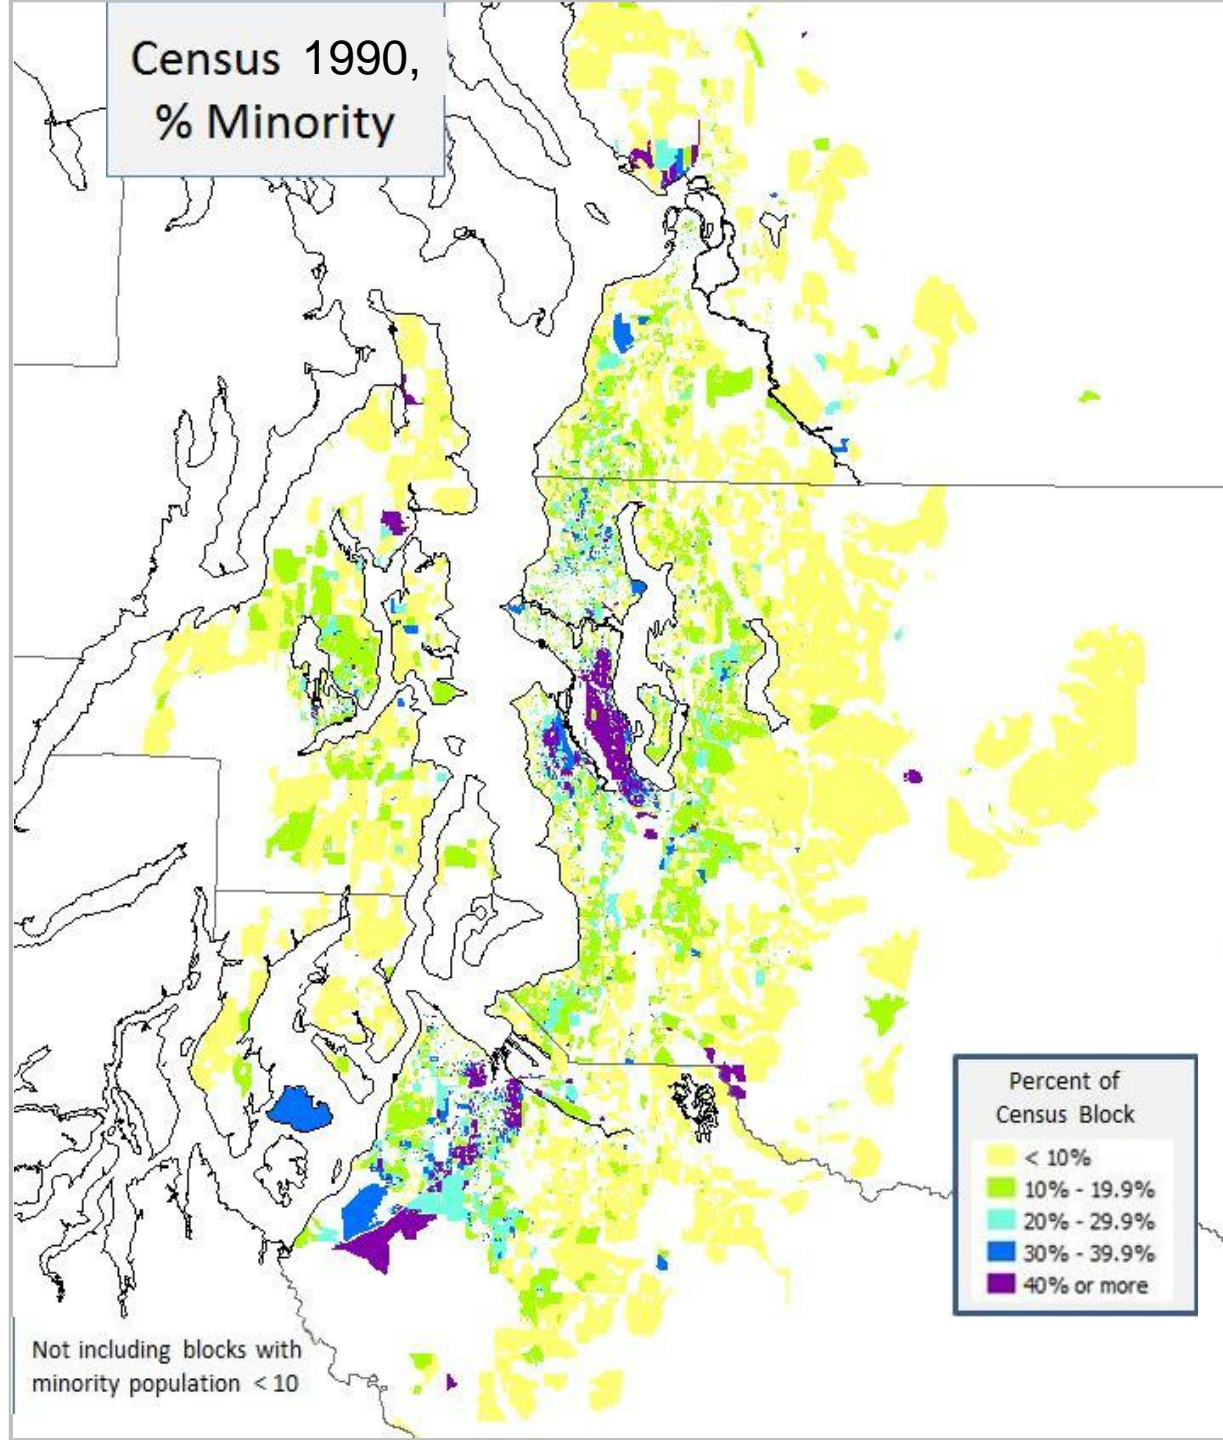 Census 1990,
% Minority
Percent of
Census Block
< 10%
10% - 19.9%
20% - 29.9%
30% - 39.9%
40% or more
Not including blocks with
minority population < 10